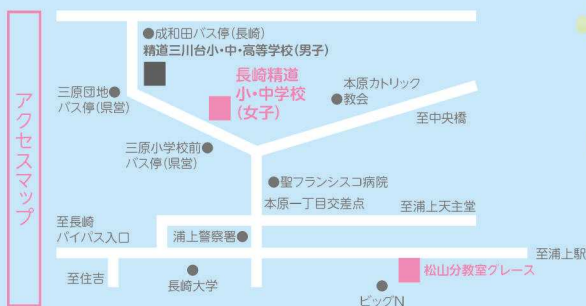 アクセスマップ
●成和田バス停(長崎)
精道三川台小・中・高等学校(男子)
長崎精道
小・中学校
(女子)
三原団地●
バス停(県営)
本原カトリック
●教会
至中央橋
三原小学校前●
バス停(県営)
●聖フランシスコ病院
本原一丁目交差点
至長崎
バイパス入口
浦上警察署●
至浦上天主堂
至浦上駅
至住吉
●
長崎大学
松山分教室グレース
●
ビッグN